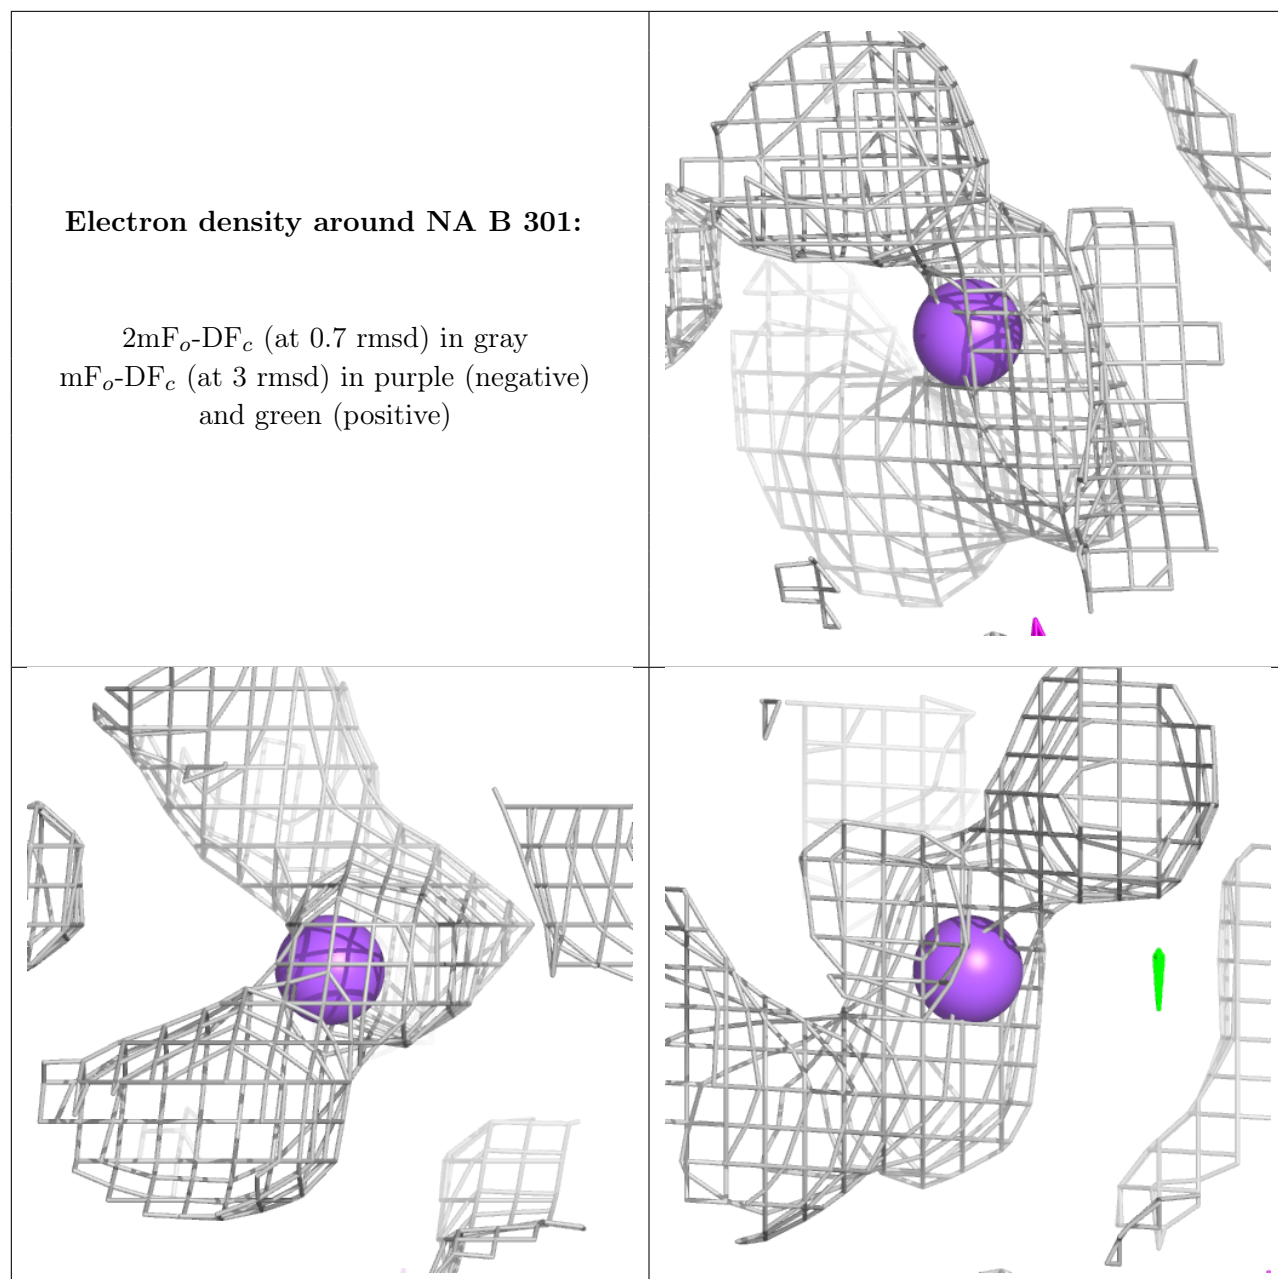 Electron density around NA B 301:
2mFo-DFc (at 0.7 rmsd) in gray
mFo-DFc (at 3 rmsd) in purple (negative)
and green (positive)